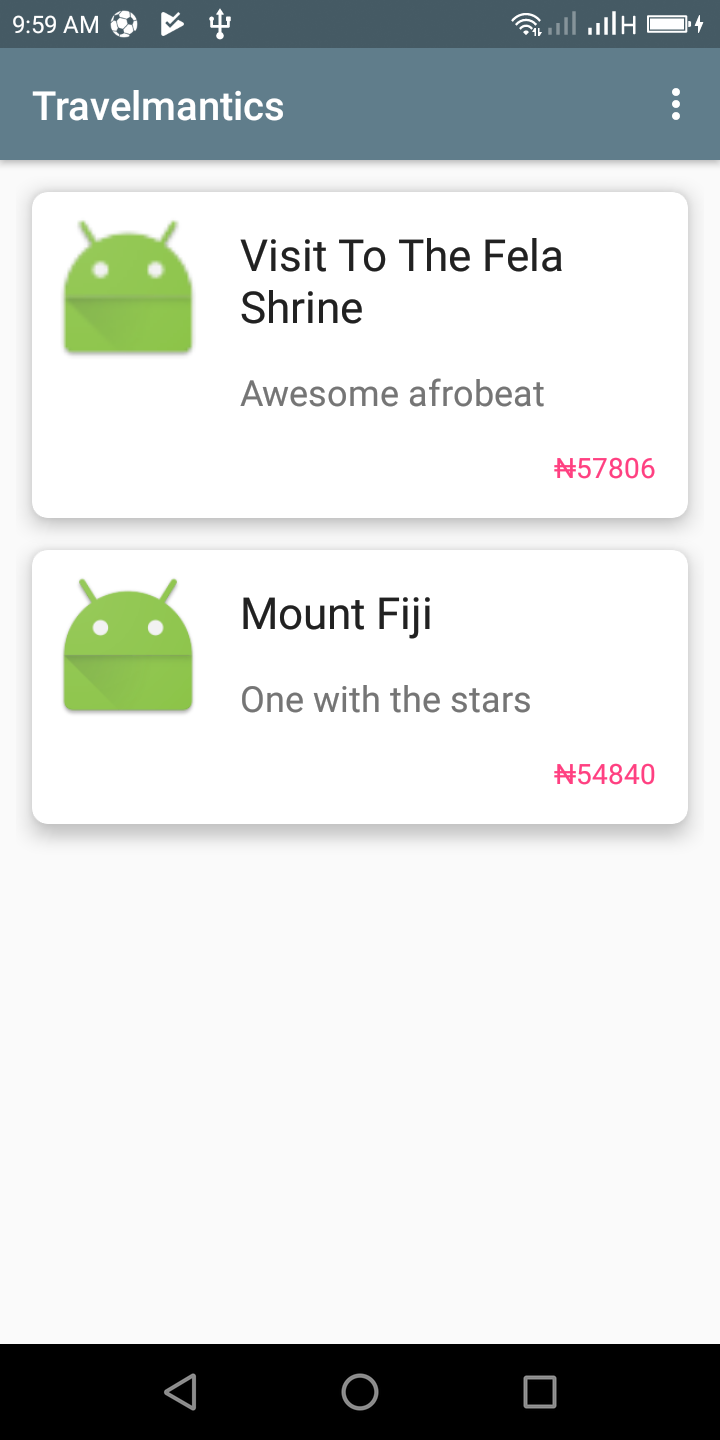 9:59 AM
H
Travelmantics
Visit To The Fela
Shrine
Awesome afrobeat
₦57806
Mount Fiji
One with the stars
₦54840